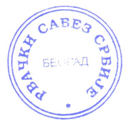 РВАЧКИ САВЕЗ СРБИЈЕ
БЕОГРАД